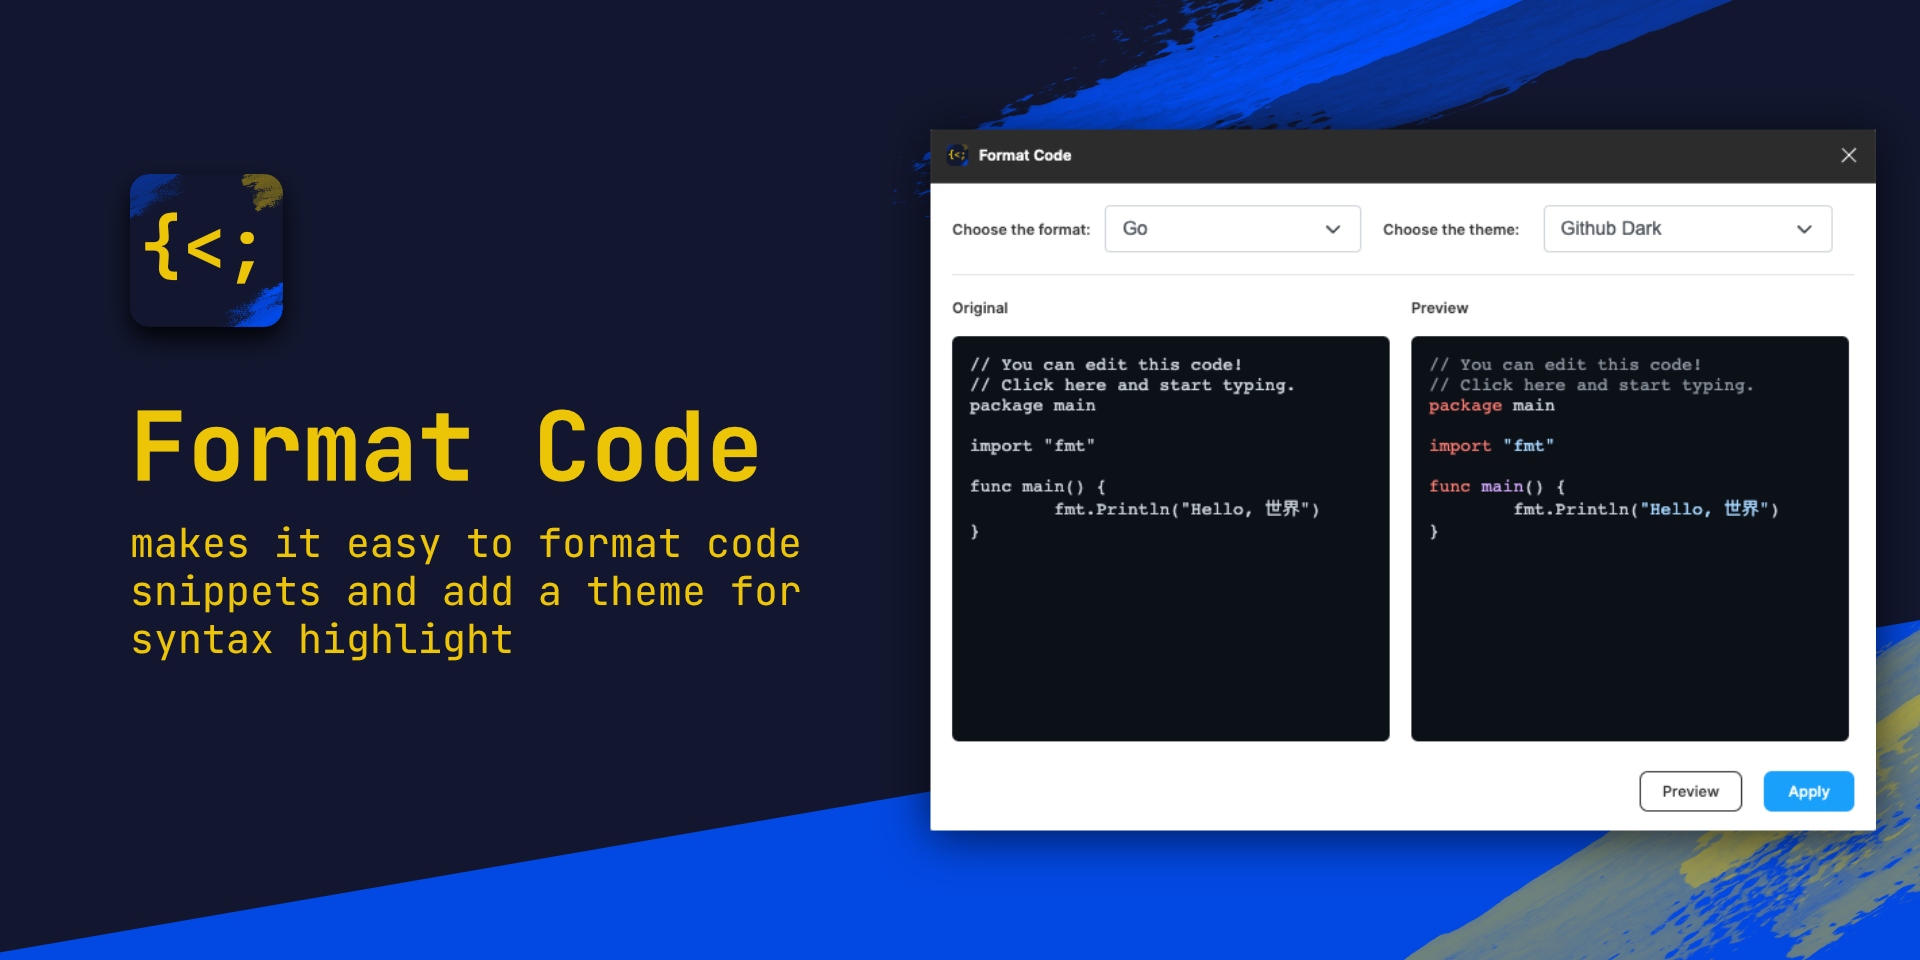 {<;
Format Code
makes it easy to format code
snippets and add a theme for
syntax highlight
{<; Format Code
Choose the format: Go
Choose the theme: Github Dark
Original
// You can edit this code!
// Click here and start typing.
package main
import "fmt"
func main() {
fmt.Println("Hello, 世界")
}
Preview
// You can edit this code!
// Click here and start typing.
package main
import "fmt"
func main() {
fmt.Println("Hello, 世界")
}
Preview
Apply